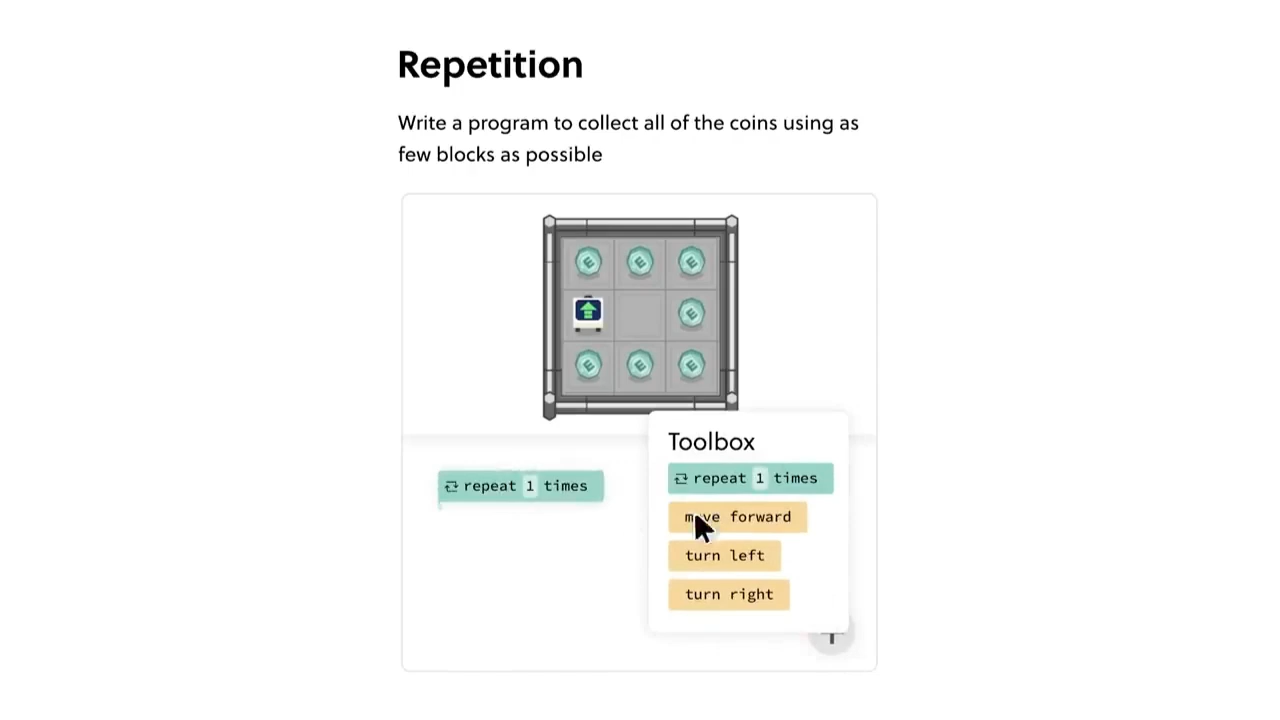 Repetition
Write a program to collect all of the coins using as
few blocks as possible
E E E
E
E E E
repeat 1 times
Toolbox
repeat 1 times
move forward
turn left
turn right